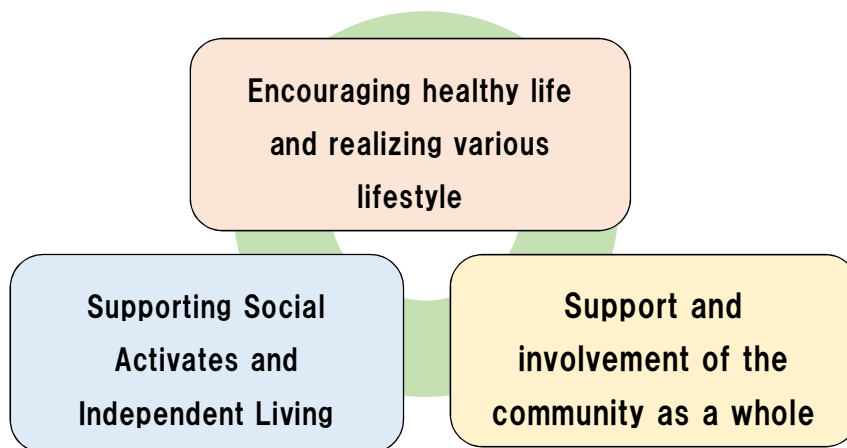 Encouraging healthy life
and realizing various
lifestyle
Supporting Social
Activates and
Independent Living
Support and
involvement of the
community as a whole